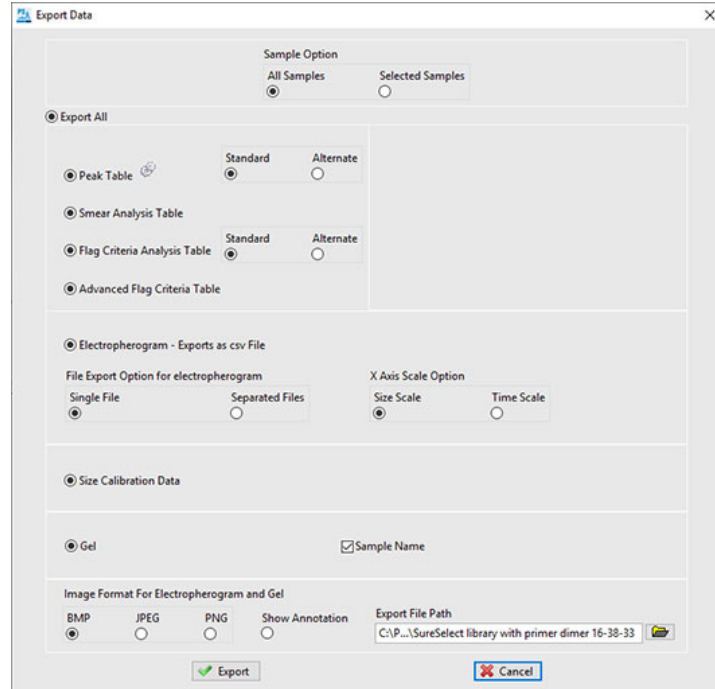 Export Data
Sample Option
All Samples Selected Samples
Export All
Standard Alternate
Peak Table
Smear Analysis Table
Standard Alternate
Flag Criteria Analysis Table
Advanced Flag Criteria Table
Electropherogram - Exports as csv File
File Export Option for electropherogram X Axis Scale Option
Single File Separated Files Size Scale Time Scale
Size Calibration Data
Gel Sample Name
Image Format For Electropherogram and Gel
BMP JPEG PNG Show Annotation Export File Path
C:\P...\SureSelect library with primer dimer 16-38-33
Export Cancel